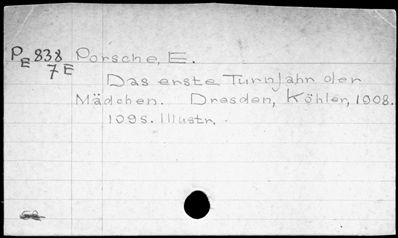 PE 838 Porsche, E.
7E
Das erste Turnjahr der
Mädchen. Dresden, Köhler, 1908.
109 S. Illustr.